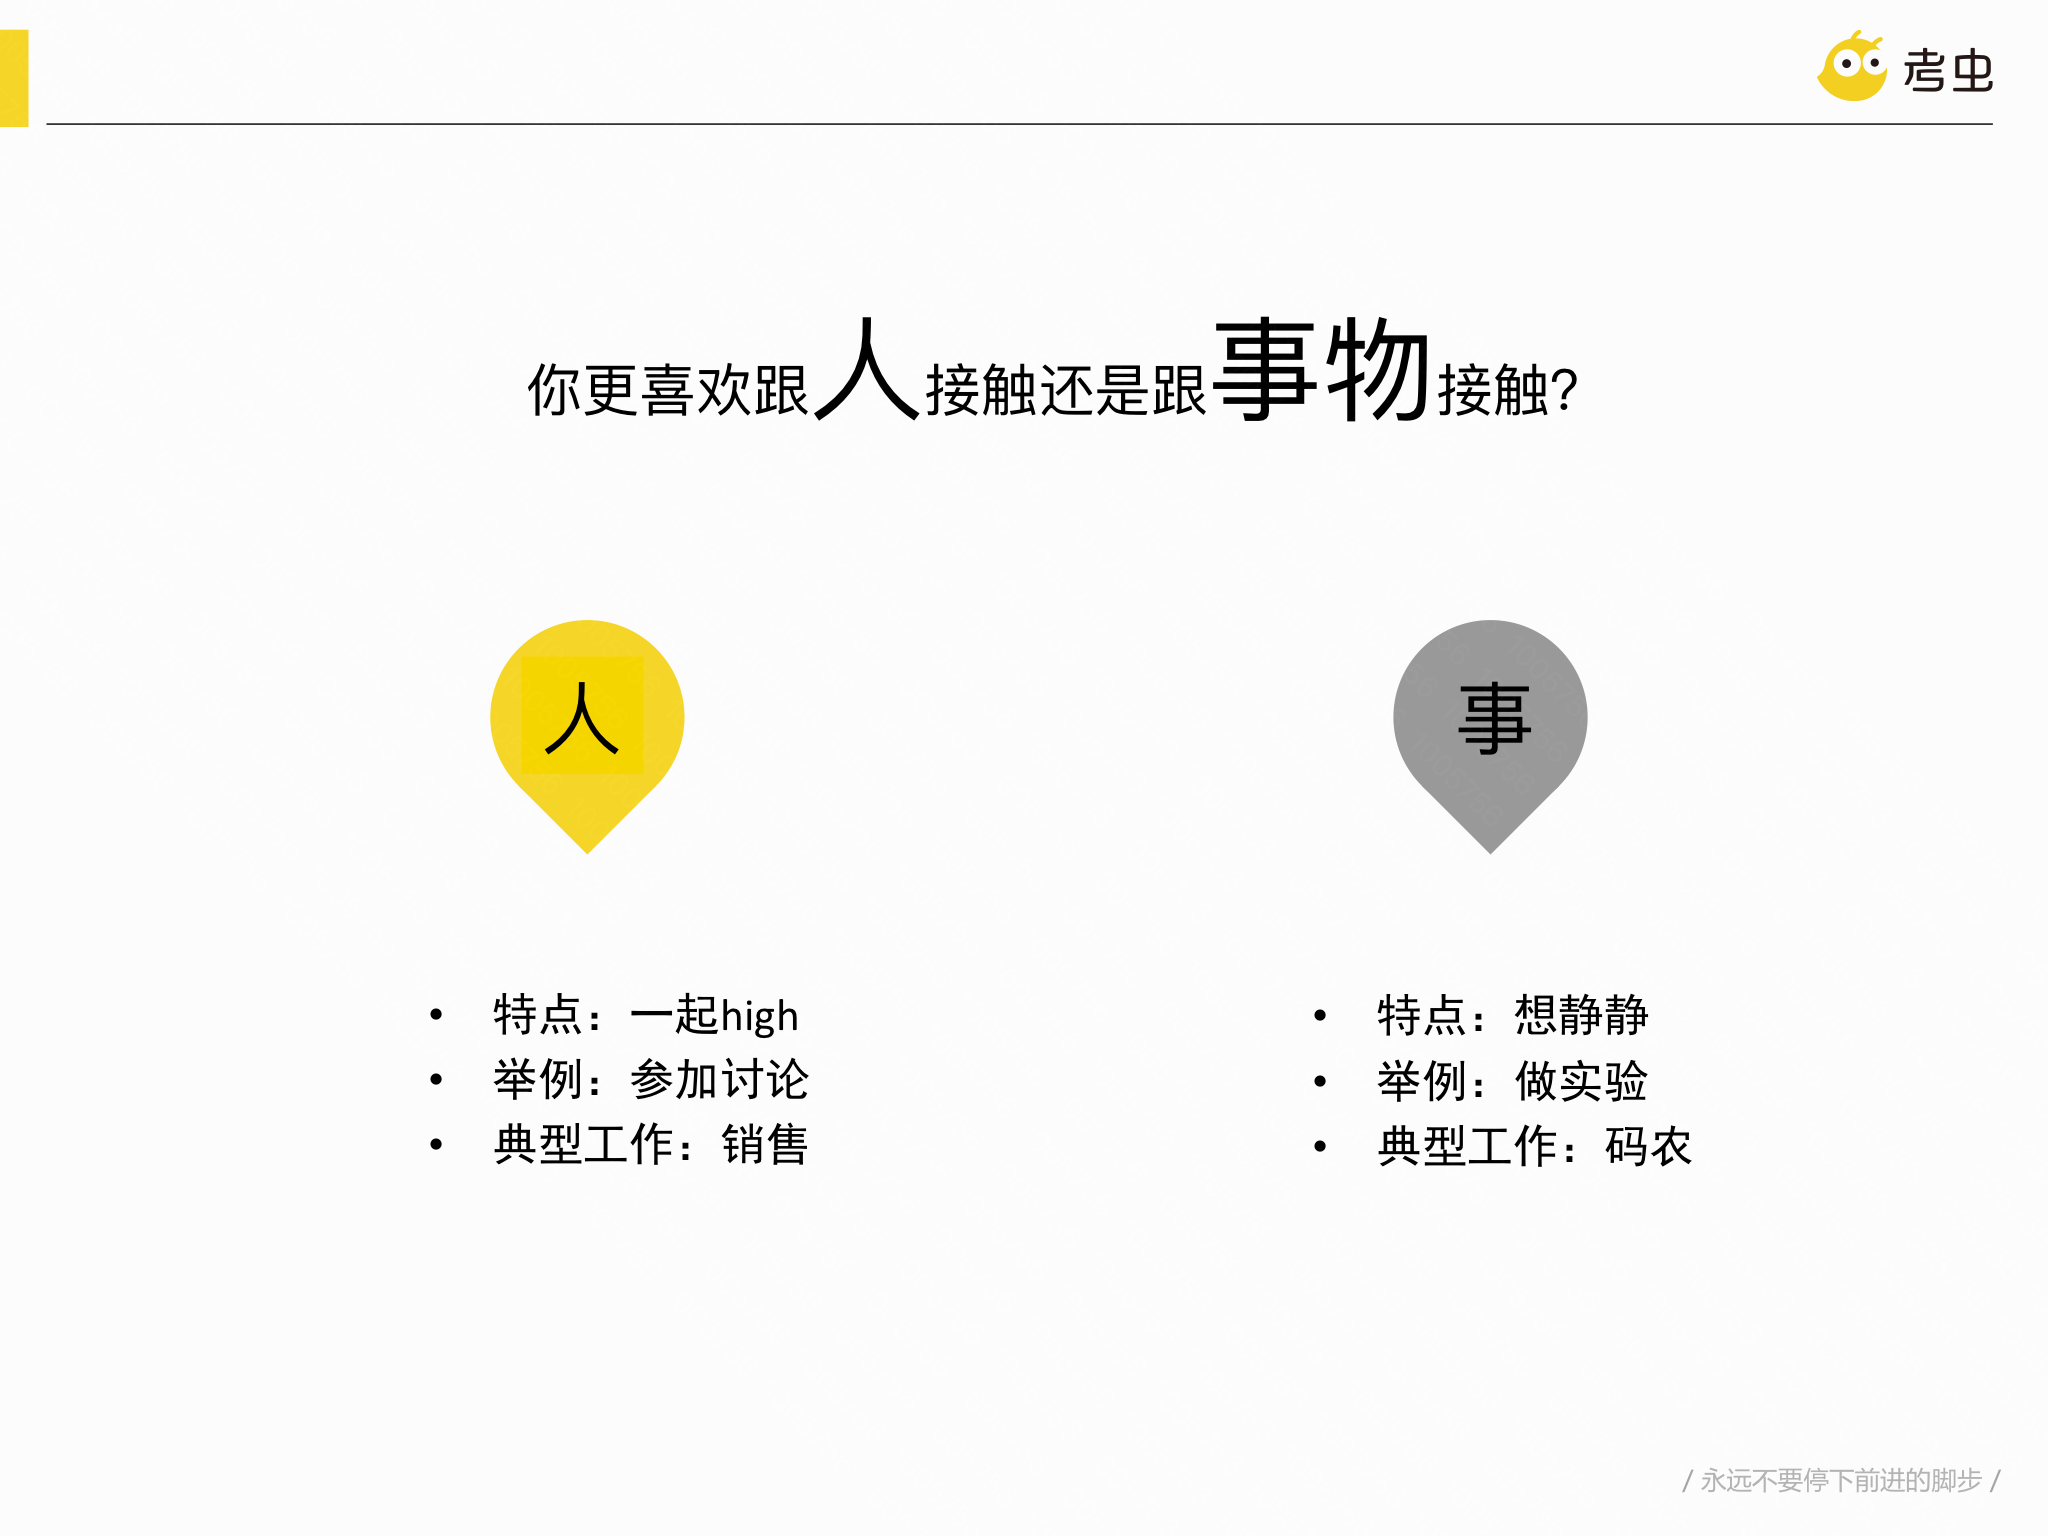 考虫
你更喜欢跟人接触还是跟事物接触?
人
事
• 特点：一起high
• 举例：参加讨论
• 典型工作：销售
• 特点：想静静
• 举例：做实验
• 典型工作：码农
/ 永远不要停下前进的脚步 /